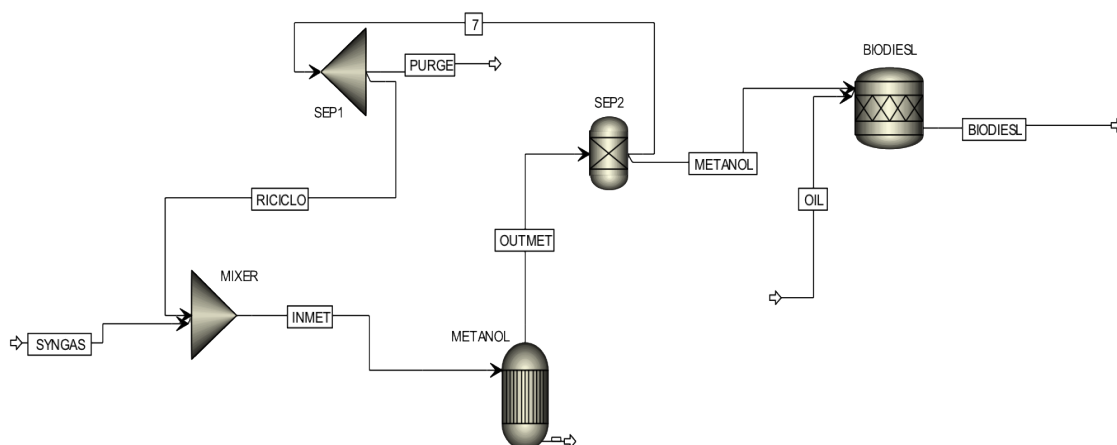 7
BIODIESL
PURGE
SEP1
SEP2
BIODIESL
METANOL
OIL
RICICLO
OUTMET
MIXER
INMET
METANOL
SYNGAS